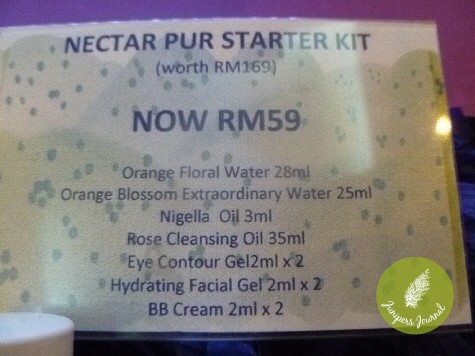 NECTAR PUR STARTER KIT
(worth RM169)
NOW RM59
Orange Floral Water 28ml
Orange Blossom Extraordinary Water 25ml
Nigella Oil 3ml
Rose Cleansing Oil 35ml
Eye Contour Gel2ml x 2
Hydrating Facial Gel 2ml x 2
BB Cream 2ml x 2
Junipers Journal